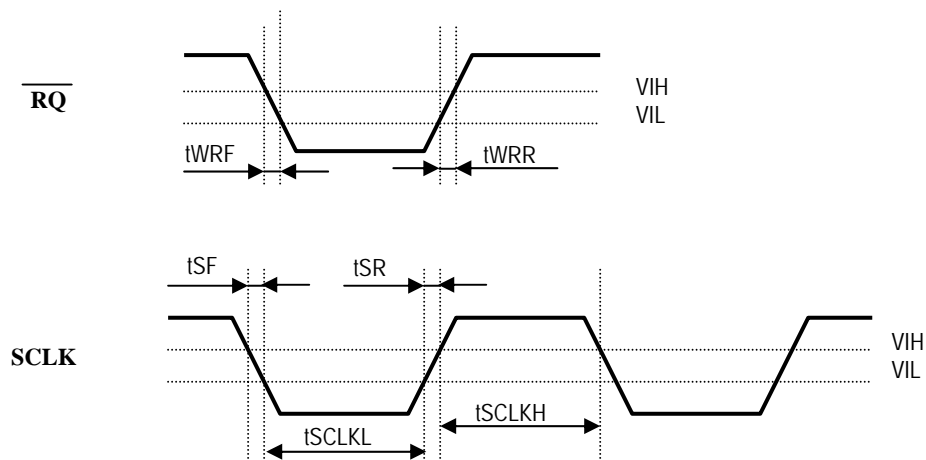 RQ
VIH
VIL
tWRF
tWRR
tSF
tSR
SCLK
VIH
VIL
tSCLKL
tSCLKH